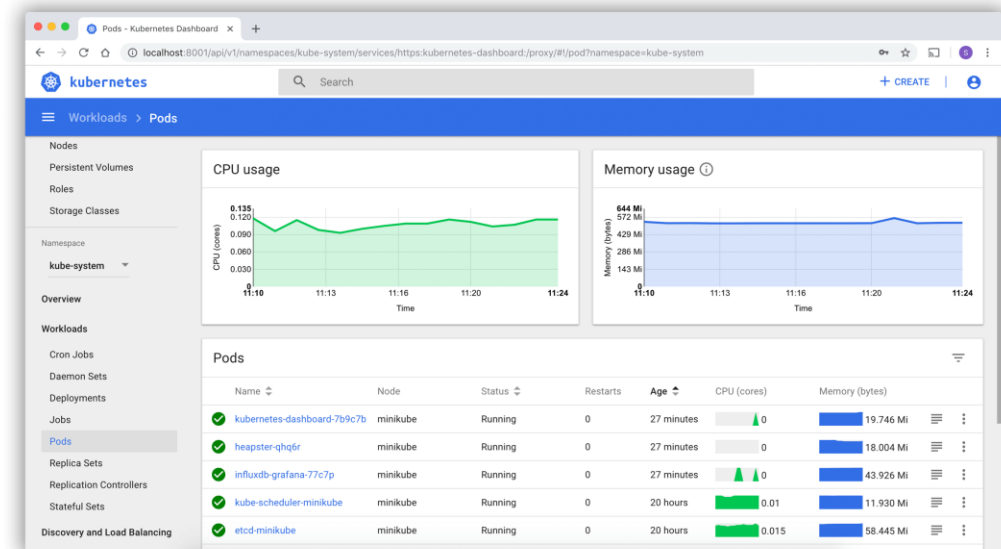 Pods - Kubernetes Dashboard
localhost:8001/api/v1/namespaces/kube-system/services/https:kubernetes-dashboard:/proxy/#!/pod?namespace=kube-system
S
kubernetes
Search
+ CREATE
Workloads > Pods
Nodes
Persistent Volumes
Roles
Storage Classes
Namespace
kube-system
Overview
Workloads
Cron Jobs
Daemon Sets
Deployments
Jobs
Pods
Replica Sets
Replication Controllers
Stateful Sets
Discovery and Load Balancing
CPU usage
CPU (cores)
0.135
0.120
0.090
0.060
0.030
0
11:10 11:13 11:16 11:20 11:24
Time
Memory usage
Memory (bytes)
644 Mi
572 Mi
429 Mi
286 Mi
143 Mi
0
11:10 11:13 11:16 11:20 11:24
Time
Pods
Name Node Status Restarts Age CPU (cores) Memory (bytes)
kubernetes-dashboard-7b9c7b minikube Running 0 27 minutes 0 19.746 Mi
heapster-qhq6r minikube Running 0 27 minutes 0 18.004 Mi
influxdb-grafana-77c7p minikube Running 0 27 minutes 0 43.926 Mi
kube-scheduler-minikube minikube Running 0 20 hours 0.01 11.930 Mi
etcd-minikube minikube Running 0 20 hours 0.015 58.445 Mi